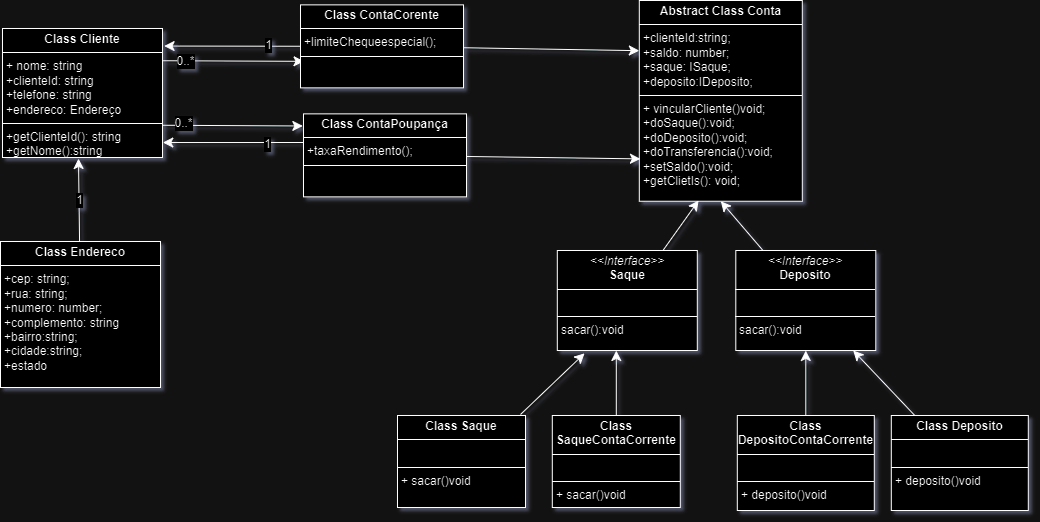 Class Cliente
+ nome: string
+clienteId: string
+telefone: string
+endereco: Endereço
+getClienteId(): string
+getNome():string
1
0..*
0..*
1
1
Class ContaCorente
+limiteChequeespecial();
Class ContaPoupança
+taxaRendimento();
Abstract Class Conta
+clienteId:string;
+saldo: number;
+saque: ISaque;
+deposito:IDeposito;
+ vincularCliente()void;
+doSaque():void;
+doDeposito():void;
+doTransferencia():void;
+setSaldo():void;
+getClietIs(): void;
Class Endereco
+cep: string;
+rua: string;
+numero: number;
+complemento: string
+bairro:string;
+cidade:string;
+estado
<<Interface>>
Saque
sacar():void
<<Interface>>
Deposito
sacar():void
Class Saque
+ sacar()void
Class
SaqueContaCorrente
+ sacar()void
Class
DepositoContaCorrente
+ deposito()void
Class Deposito
+ deposito()void